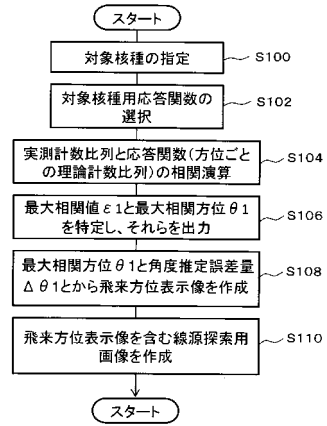 スタート
対象核種の指定
S100
対象核種用応答関数の
選択
S102
実測計数比列と応答関数(方位ごと
の理論計数比列)の相関演算
S104
最大相関値ε1と最大相関方位θ1
を特定し、それらを出力
S106
最大相関方位θ1と角度推定誤差量
Δθ1とから飛来方位表示像を作成
S108
飛来方位表示像を含む線源探索用
画像を作成
S110
スタート